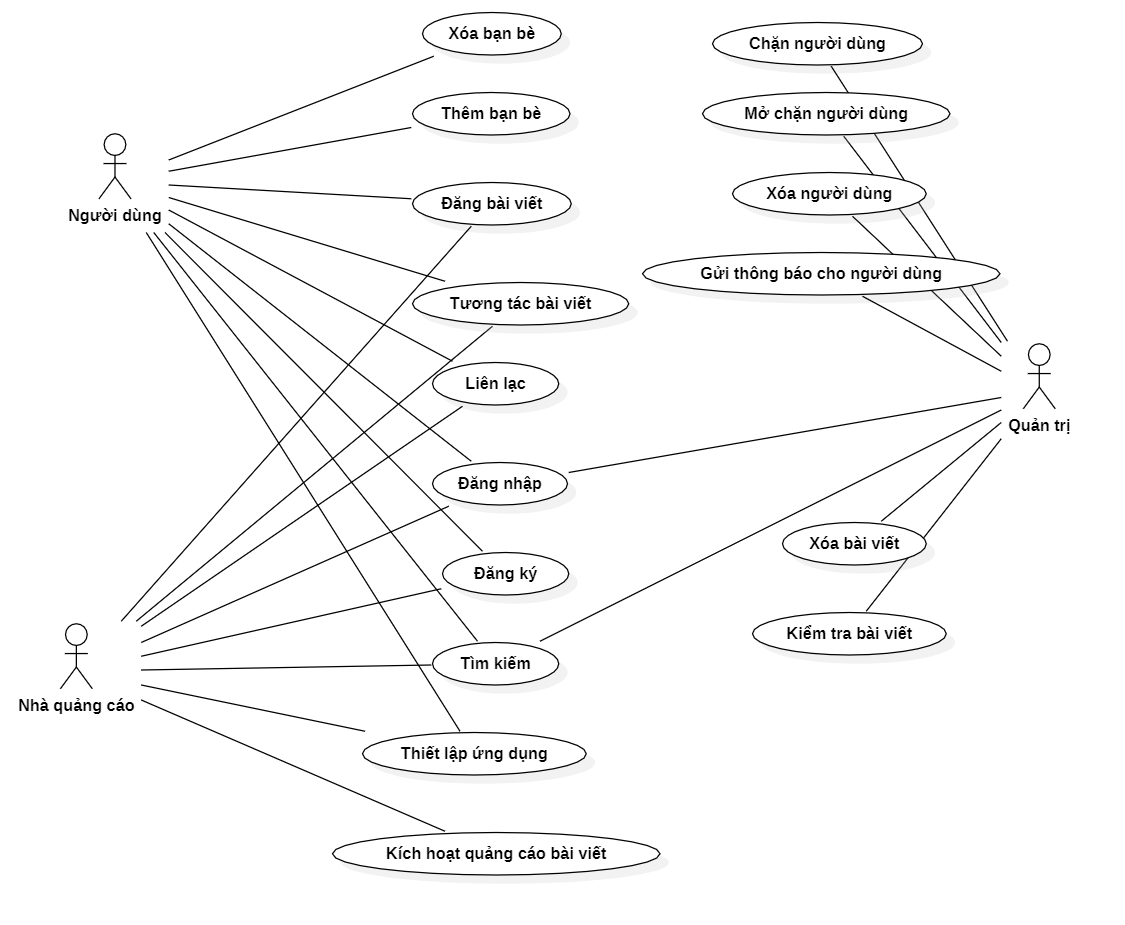 Xóa bạn bè
Chặn người dùng
Thêm bạn bè
Mở chặn người dùng
Người dùng
Đăng bài viết
Xóa người dùng
Gửi thông báo cho người dùng
Tương tác bài viết
Liên lạc
Quản trị
Đăng nhập
Xóa bài viết
Đăng ký
Kiểm tra bài viết
Tìm kiếm
Nhà quảng cáo
Thiết lập ứng dụng
Kích hoạt quảng cáo bài viết